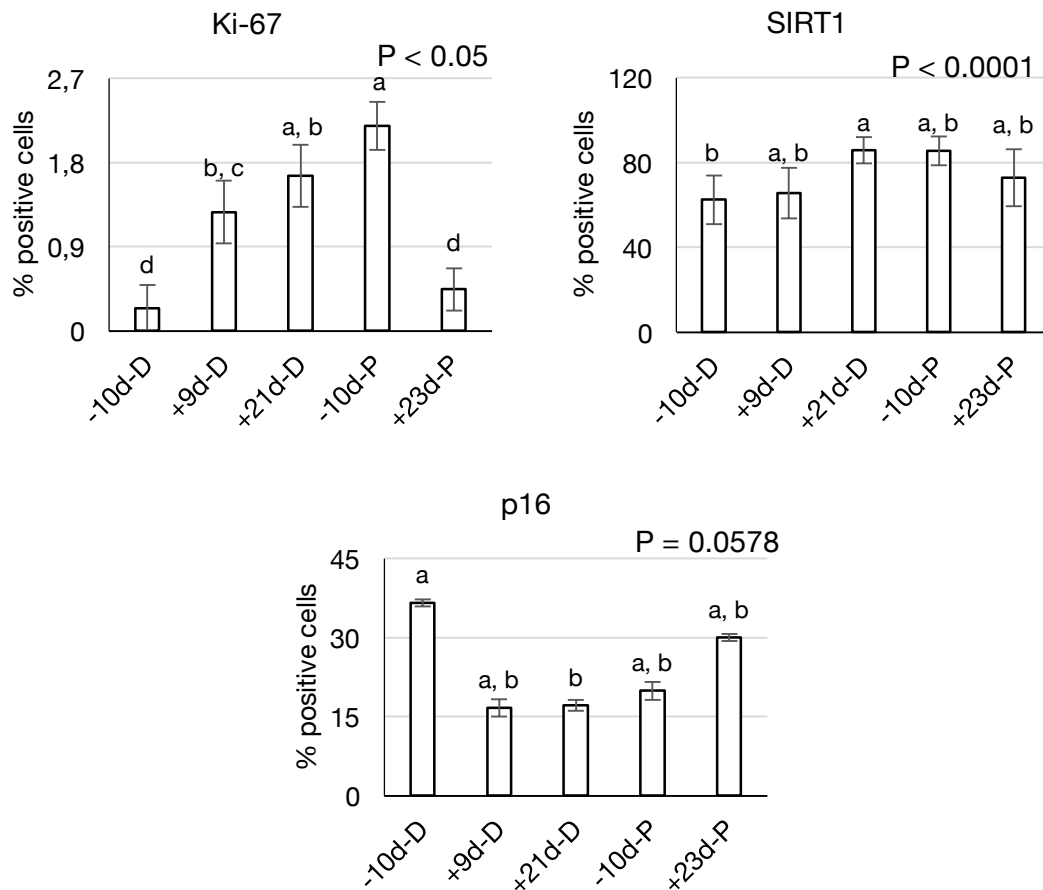 Ki-67
P < 0.05
% positive cells
2,7
1,8
0,9
0
d
b, c
a, b
a
d
-10d-D
+9d-D
+21d-D
-10d-P
+23d-P
SIRT1
P < 0.0001
% positive cells
120
80
40
0
b
a, b
a
a, b
a, b
-10d-D
+9d-D
+21d-D
-10d-P
+23d-P
p16
P = 0.0578
% positive cells
45
30
15
0
a
a, b
b
a, b
a, b
-10d-D
+9d-D
+21d-D
-10d-P
+23d-P